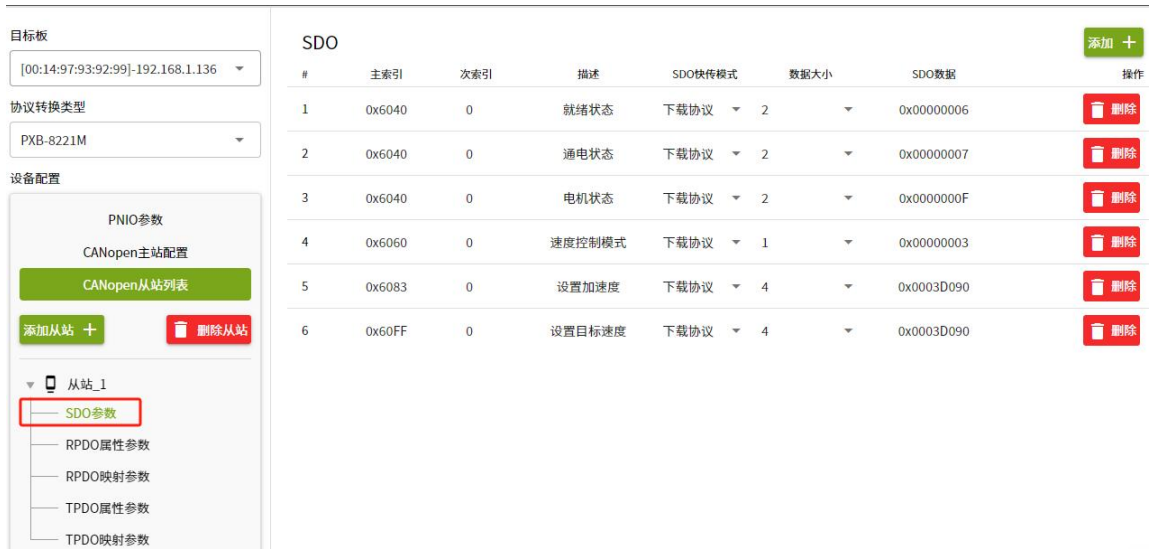 目标板
[00:14:97:93:92:99]-192.168.1.136
协议转换类型
PXB-8221M
设备配置
PNIO参数
CANopen主站配置
CANopen从站列表
添加从站 +
删除从站
从站_1
SDO参数
RPDO属性参数
RPDO映射参数
TPDO属性参数
TPDO映射参数
SDO
添加 +
# 主索引 次索引 描述 SDO快传模式 数据大小 SDO数据 操作
1 0x6040 0 就绪状态 下载协议 2 0x00000006 删除
2 0x6040 0 通电状态 下载协议 2 0x00000007 删除
3 0x6040 0 电机状态 下载协议 2 0x0000000F 删除
4 0x6060 0 速度控制模式 下载协议 1 0x00000003 删除
5 0x6083 0 设置加速度 下载协议 4 0x0003D090 删除
6 0x60FF 0 设置目标速度 下载协议 4 0x0003D090 删除